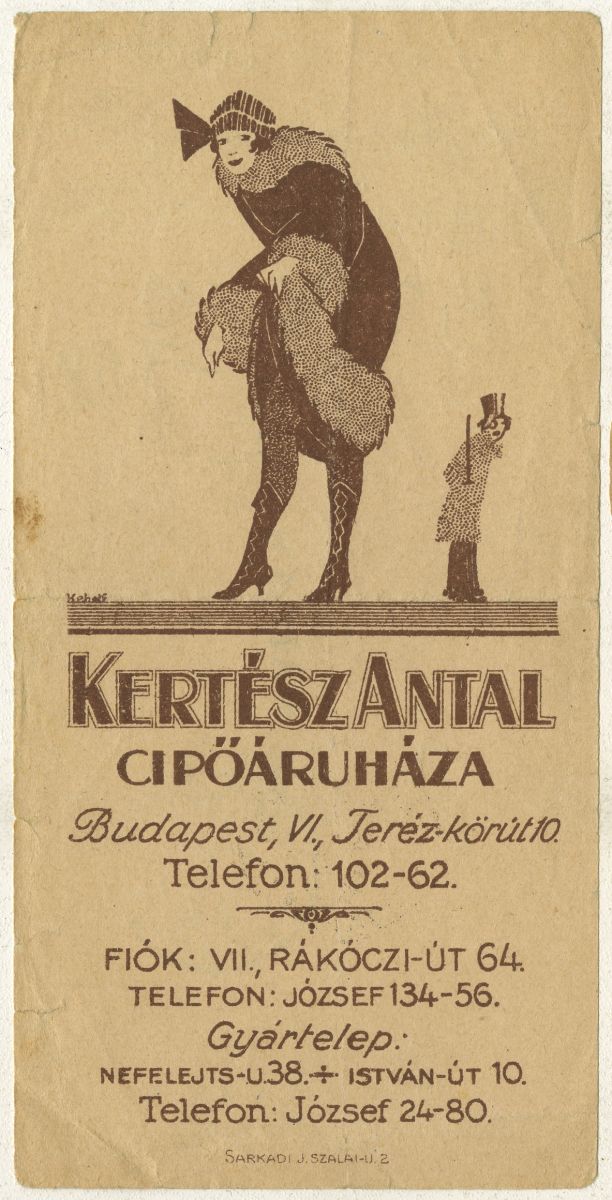 KERTÉSZ ANTAL
CIPŐÁRUHÁZA
Budapest, VI., Teréz-körút 10.
Telefon: 102-62.
FIÓK: VII., RÁKÓCZI-ÚT 64.
TELEFON: JÓZSEF 134-56.
Gyártelep:
NEFELEJTS-U. 38. ÷ ISTVÁN-ÚT 10.
Telefon: József 24-80.
SARKADI J. SZALAI-U. 2